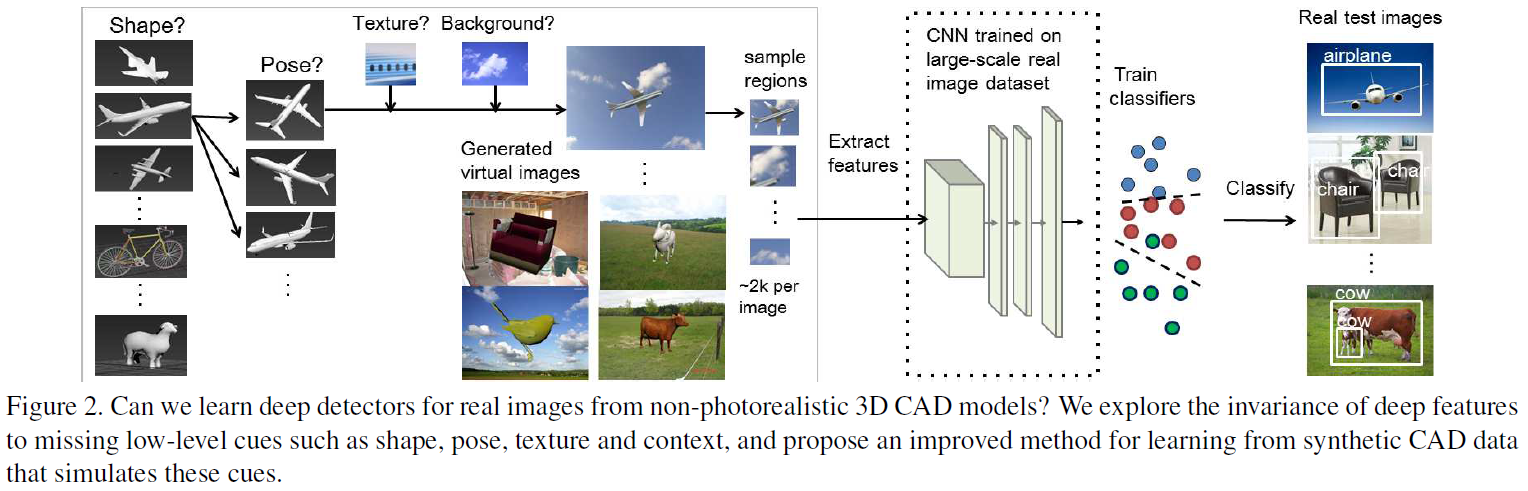 Shape?
Pose?
Texture?
Background?
sample
regions
Generated
virtual images
~2k per
image
Extract
features
CNN trained on
large-scale real
image dataset
Train
classifiers
Classify
Real test images
airplane
chair
chair
cow
cow
Figure 2. Can we learn deep detectors for real images from non-photorealistic 3D CAD models? We explore the invariance of deep features
to missing low-level cues such as shape, pose, texture and context, and propose an improved method for learning from synthetic CAD data
that simulates these cues.